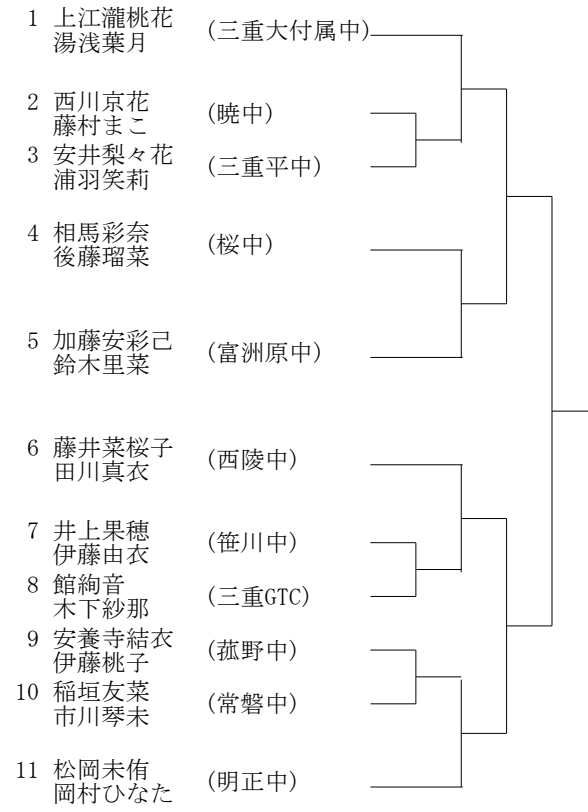 1 上江瀧桃花 (三重大付属中)
湯浅葉月
2 西川京花 (暁中)
藤村まこ
3 安井梨々花 (三重平中)
浦羽笑莉
4 相馬彩奈 (桜中)
後藤瑠菜
5 加藤安彩己 (富洲原中)
鈴木里菜
6 藤井菜桜子 (西陵中)
田川真衣
7 井上果穂 (笹川中)
伊藤由衣
8 館絢音 (三重GTC)
木下紗那
9 安養寺結衣 (菰野中)
伊藤桃子
10 稲垣友菜 (常磐中)
市川琴未
11 松岡未侑 (明正中)
岡村ひなた